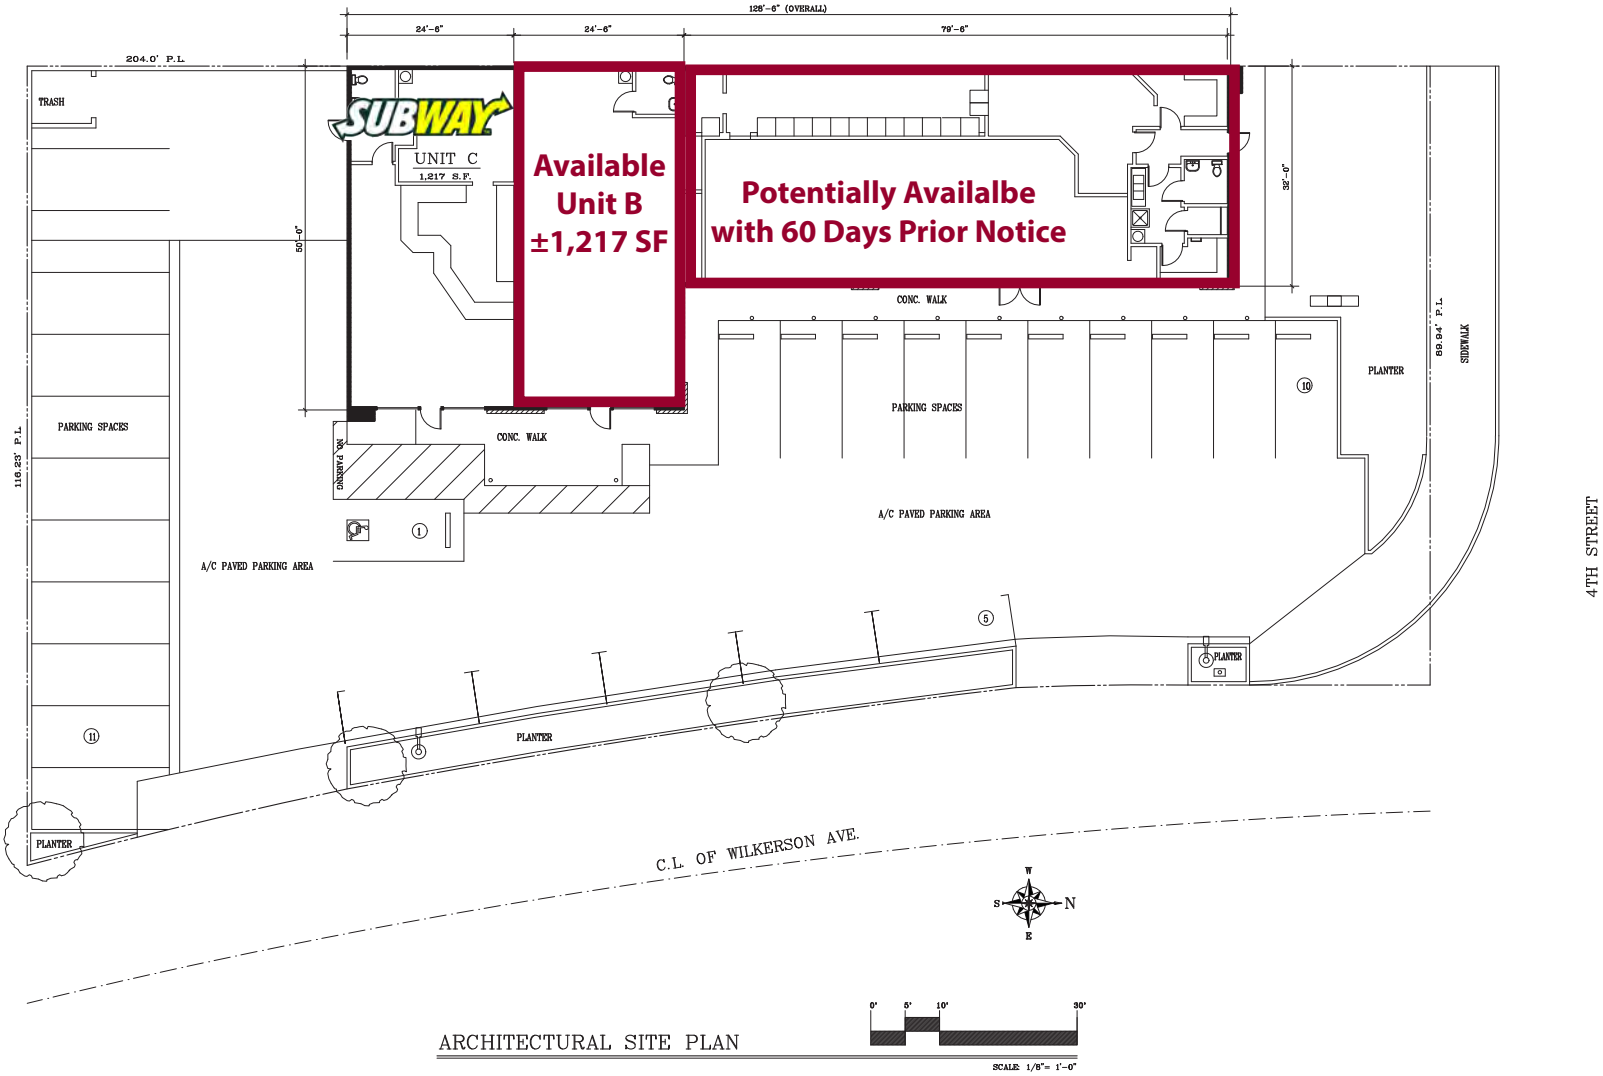 128'-6" (OVERALL)
24'-6"
24'-6"
79'-6"
204.0' P.L.
TRASH
SUBWAY
UNIT C
1,217 S.F.
Available
Unit B
±1,217 SF
Potentially Availalbe
with 60 Days Prior Notice
50'-0"
32'-0"
CONC. WALK
89.94' P.L.
SIDEWALK
PLANTER
10
PARKING SPACES
PARKING SPACES
116.23' P.L.
CONC. WALK
NO PARKING
1
A/C PAVED PARKING AREA
A/C PAVED PARKING AREA
4TH STREET
5
PLANTER
11
PLANTER
PLANTER
C.L. OF WILKERSON AVE.
W
S
N
E
0'
5'
10'
30'
ARCHITECTURAL SITE PLAN
SCALE: 1/8"= 1'-0"